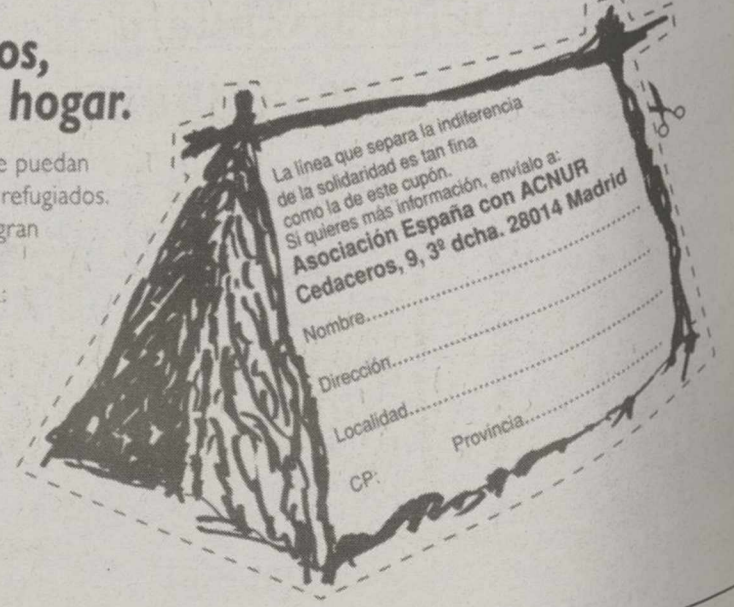 os,
hogar.
e puedan
refugiados.
gran
La línea que separa la indiferencia
de la solidaridad es tan fina
como la de este cupón.
Si quieres más información, envíalo a:
Asociación España con ACNUR
Cedaceros, 9, 3º dcha. 28014 Madrid
Nombre
Dirección
Localidad
CP: Provincia